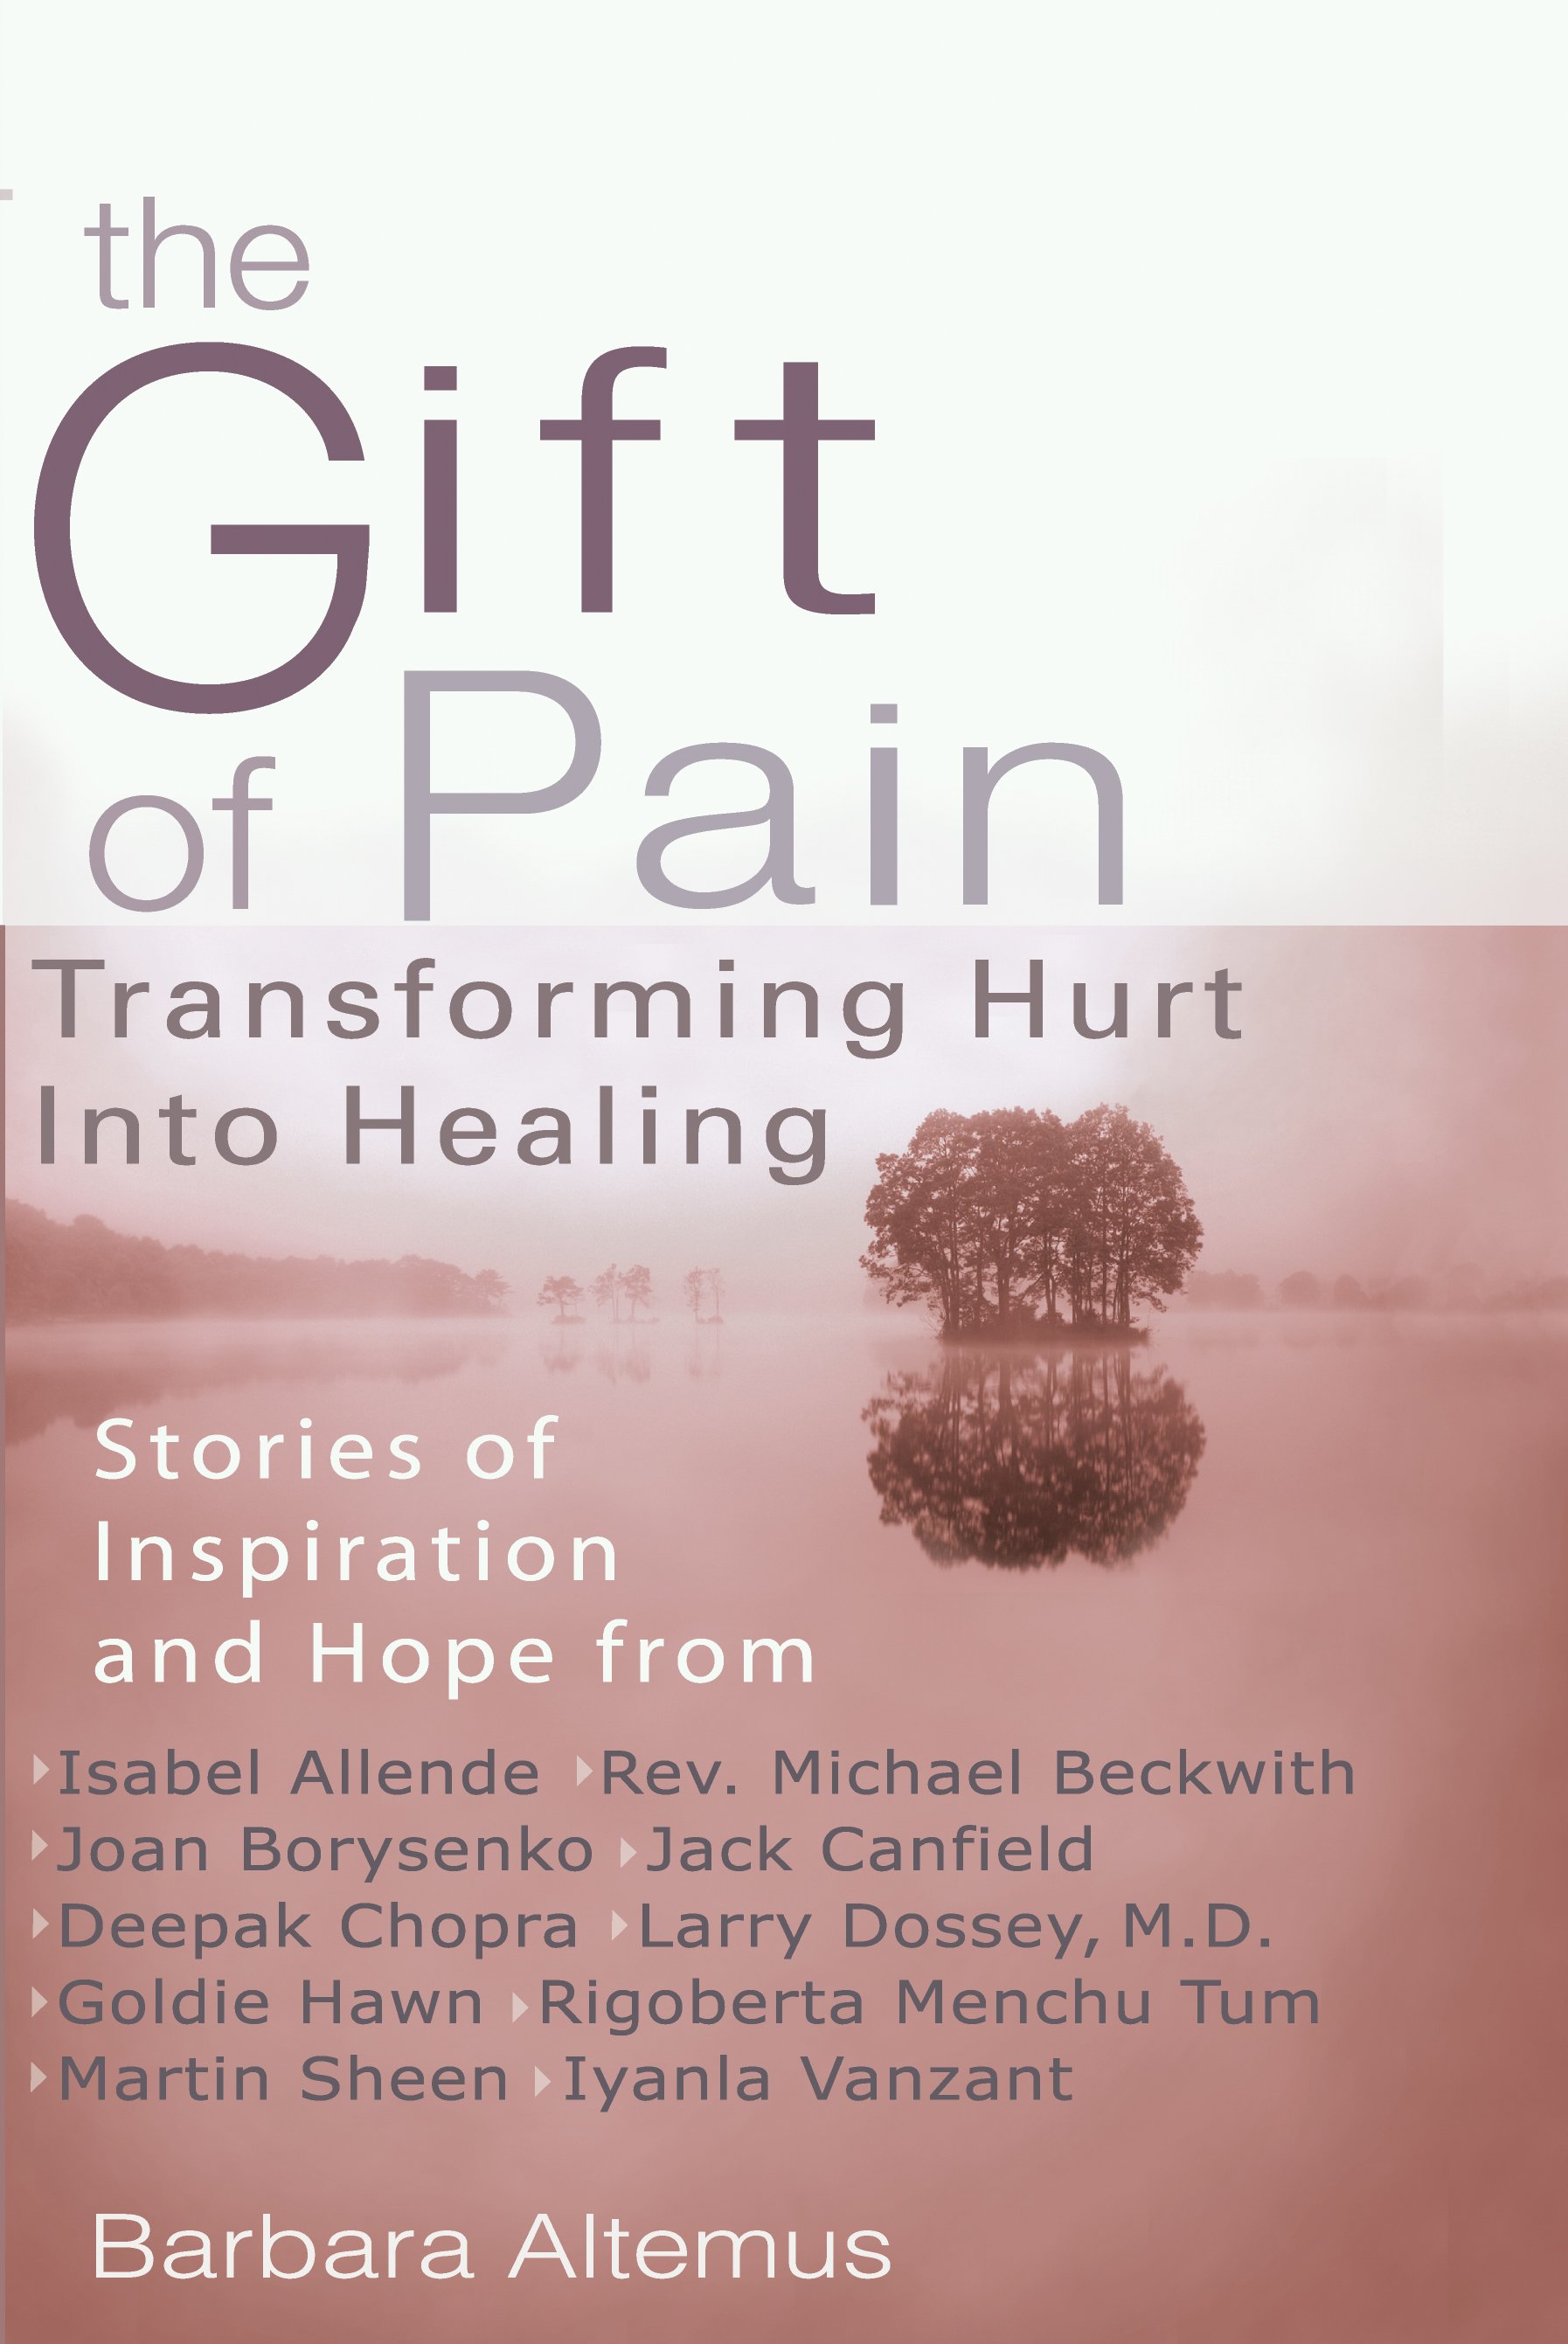 the
Gift
of Pain
Transforming Hurt
Into Healing
Stories of
Inspiration
and Hope from
Isabel Allende Rev. Michael Beckwith
Joan Borysenko Jack Canfield
Deepak Chopra Larry Dossey, M.D.
Goldie Hawn Rigoberta Menchu Tum
Martin Sheen Iyanla Vanzant
Barbara Altemus